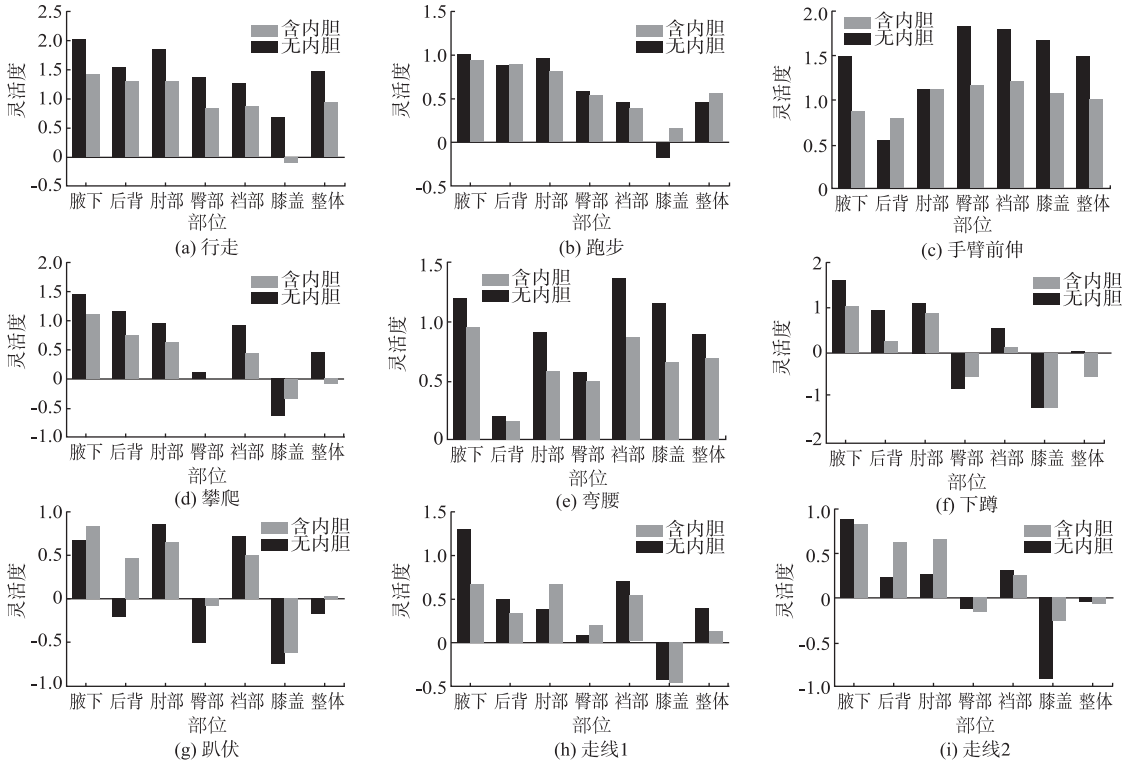 含内胆
无内胆
灵活度
2.5
2.0
1.5
1.0
0.5
0
-0.5
腋下 后背 肘部 臀部 裆部 膝盖 整体
部位
(a) 行走
含内胆
无内胆
灵活度
1.5
1.0
0.5
0
-0.5
腋下 后背 肘部 臀部 裆部 膝盖 整体
部位
(b) 跑步
含内胆
无内胆
灵活度
2.0
1.5
1.0
0.5
0
腋下 后背 肘部 臀部 裆部 膝盖 整体
部位
(c) 手臂前伸
含内胆
无内胆
灵活度
2.0
1.5
1.0
0.5
0
-0.5
-1.0
腋下 后背 肘部 臀部 裆部 膝盖 整体
部位
(d) 攀爬
含内胆
无内胆
灵活度
1.5
1.0
0.5
0
腋下 后背 肘部 臀部 裆部 膝盖 整体
部位
(e) 弯腰
含内胆
无内胆
灵活度
2
1
0
-1
-2
腋下 后背 肘部 臀部 裆部 膝盖 整体
部位
(f) 下蹲
含内胆
无内胆
灵活度
1.0
0.5
0
-0.5
-1.0
腋下 后背 肘部 臀部 裆部 膝盖 整体
部位
(g) 趴伏
含内胆
无内胆
灵活度
1.5
1.0
0.5
0
-0.5
腋下 后背 肘部 臀部 裆部 膝盖 整体
部位
(h) 走线1
含内胆
无内胆
灵活度
1.0
0.5
0
-0.5
-1.0
腋下 后背 肘部 臀部 裆部 膝盖 整体
部位
(i) 走线2